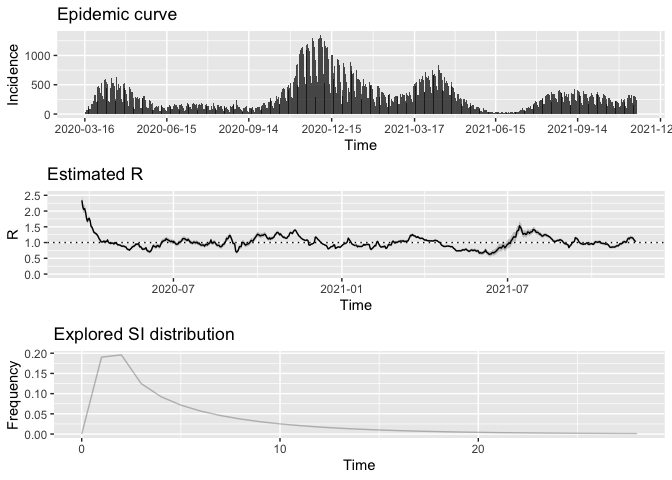 Epidemic curve
Incidence
1000
500
0
2020-03-16 2020-06-15 2020-09-14 2020-12-15 2021-03-17 2021-06-15 2021-09-14 2021-12
Time
Estimated R
R
2.5
2.0
1.5
1.0
0.5
0.0
2020-07 2021-01 2021-07
Time
Explored SI distribution
Frequency
0.20
0.15
0.10
0.05
0.00
0 10 20
Time